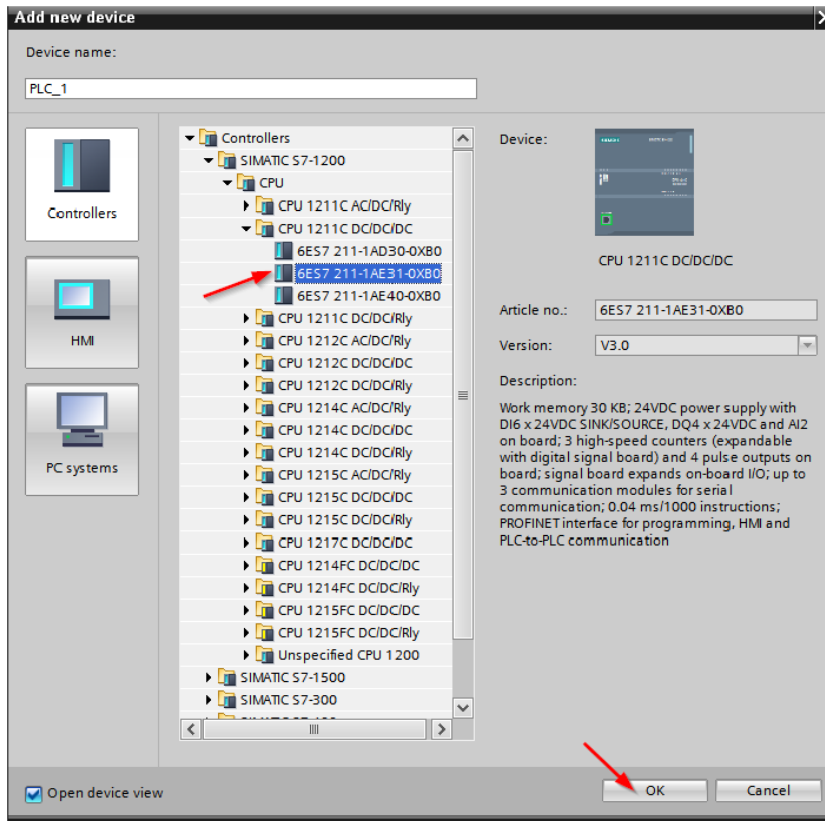 Add new device
Device name:
PLC_1
Controllers
HMI
PC systems
Controllers
SIMATIC S7-1200
CPU
CPU 1211C AC/DC/Rly
CPU 1211C DC/DC/DC
6ES7 211-1AD30-0XB0
6ES7 211-1AE31-0XB0
6ES7 211-1AE40-0XB0
CPU 1211C DC/DC/Rly
CPU 1212C AC/DC/Rly
CPU 1212C DC/DC/DC
CPU 1212C DC/DC/Rly
CPU 1214C AC/DC/Rly
CPU 1214C DC/DC/DC
CPU 1214C DC/DC/Rly
CPU 1215C AC/DC/Rly
CPU 1215C DC/DC/DC
CPU 1215C DC/DC/Rly
CPU 1217C DC/DC/DC
CPU 1214FC DC/DC/DC
CPU 1214FC DC/DC/Rly
CPU 1215FC DC/DC/DC
CPU 1215FC DC/DC/Rly
Unspecified CPU 1200
SIMATIC S7-1500
SIMATIC S7-300
Device:
CPU 1211C DC/DC/DC
Article no.: 6ES7 211-1AE31-0XB0
Version: V3.0
Description:
Work memory 30 KB; 24VDC power supply with
DI6 x 24VDC SINK/SOURCE, DQ4 x 24VDC and AI2
on board; 3 high-speed counters (expandable
with digital signal board) and 4 pulse outputs on
board; signal board expands on-board I/O; up to
3 communication modules for serial
communication; 0.04 ms/1000 instructions;
PROFINET interface for programming, HMI and
PLC-to-PLC communication
Open device view
OK
Cancel